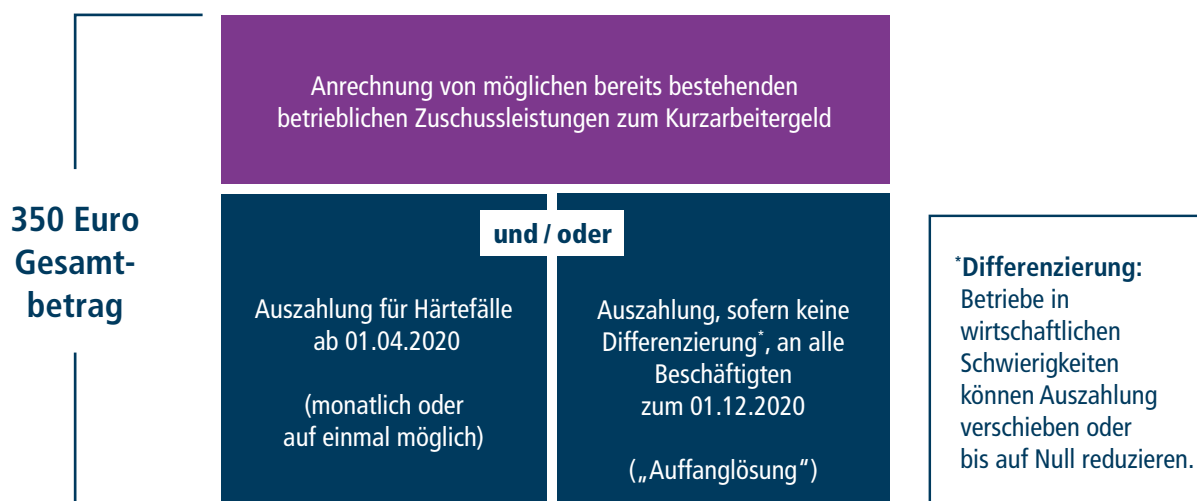 Anrechnung von möglichen bereits bestehenden
betrieblichen Zuschussleistungen zum Kurzarbeitergeld
350 Euro
Gesamt-
betrag
und / oder
Auszahlung für Härtefälle
ab 01.04.2020
(monatlich oder
auf einmal möglich)
Auszahlung, sofern keine
Differenzierung*, an alle
Beschäftigten
zum 01.12.2020
(„Auffanglösung“)
*Differenzierung:
Betriebe in
wirtschaftlichen
Schwierigkeiten
können Auszahlung
verschieben oder
bis auf Null reduzieren.